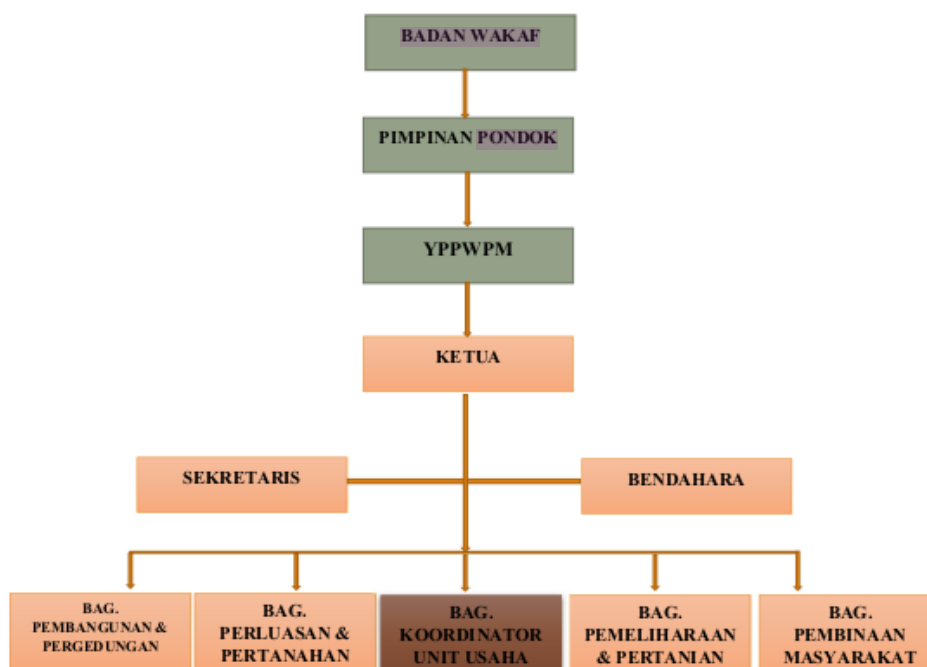 BADAN WAKAF
PIMPINAN PONDOK
YPPWPM
KETUA
SEKRETARIS
BENDAHARA
BAG.
PEMBANGUNAN &
PERGEDUNGAN
BAG.
PERLUASAN &
PERTANAHAN
BAG.
KOORDINATOR
UNIT USAHA
BAG.
PEMELIHARAAN
& PERTANIAN
BAG.
PEMBINAAN
MASYARAKAT